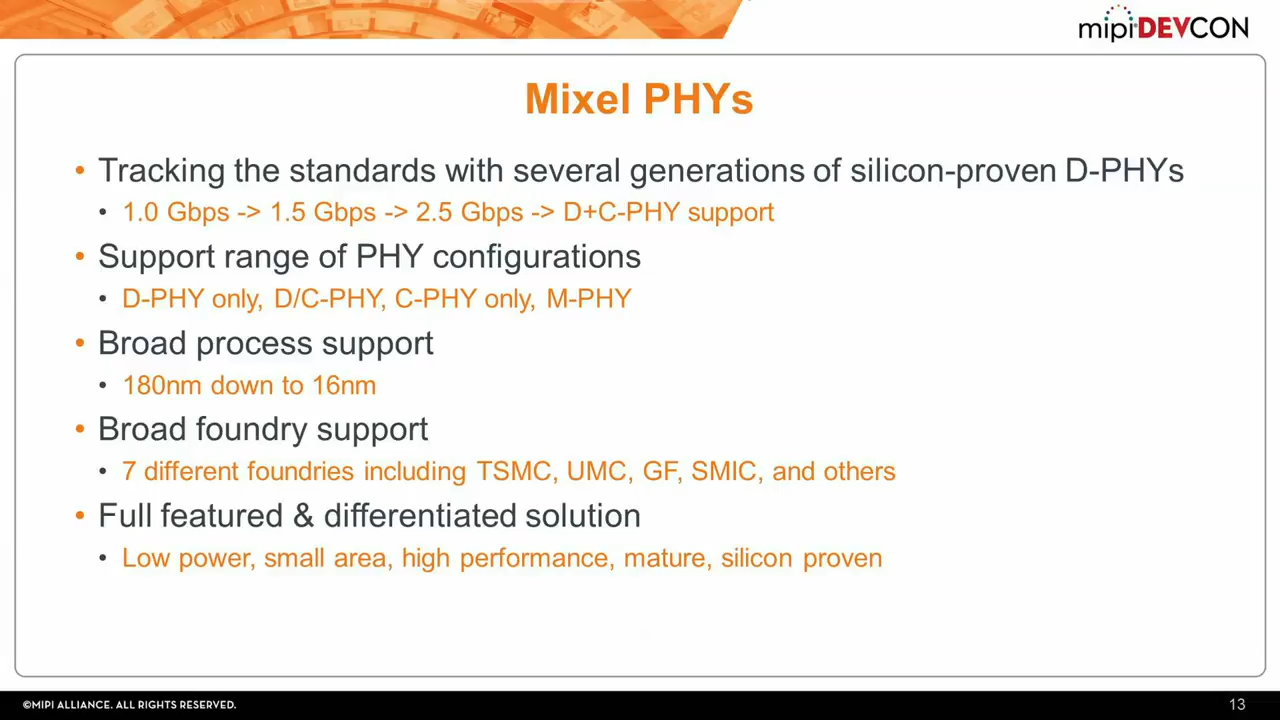 mipi DEVCON
Mixel PHYs
• Tracking the standards with several generations of silicon-proven D-PHYs
• 1.0 Gbps -> 1.5 Gbps -> 2.5 Gbps -> D+C-PHY support
• Support range of PHY configurations
• D-PHY only, D/C-PHY, C-PHY only, M-PHY
• Broad process support
• 180nm down to 16nm
• Broad foundry support
• 7 different foundries including TSMC, UMC, GF, SMIC, and others
• Full featured & differentiated solution
• Low power, small area, high performance, mature, silicon proven
©MIPI ALLIANCE. ALL RIGHTS RESERVED.
13